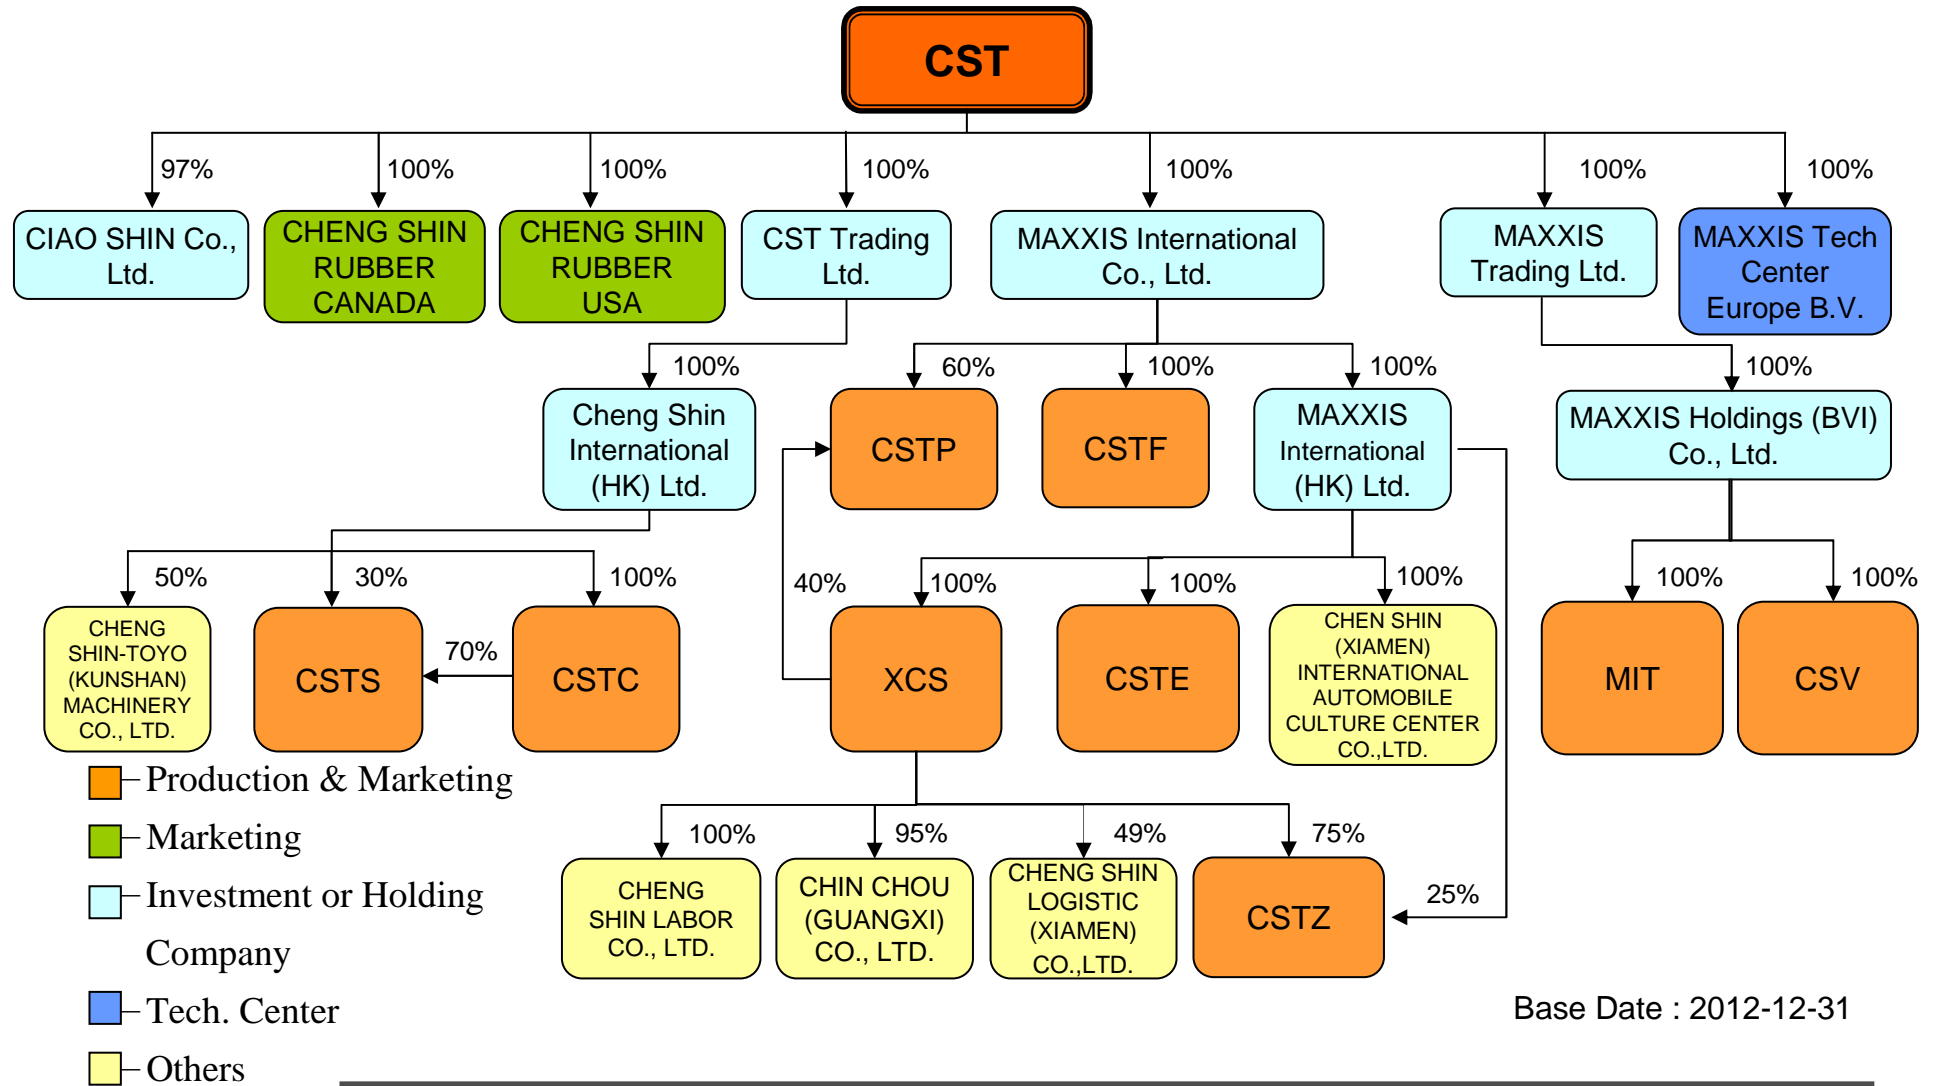 CST
97%
100%
100%
100%
100%
100%
100%
CIAO SHIN Co.,
Ltd.
CHENG SHIN
RUBBER
CANADA
CHENG SHIN
RUBBER
USA
CST Trading
Ltd.
MAXXIS International
Co., Ltd.
MAXXIS
Trading Ltd.
MAXXIS Tech
Center
Europe B.V.
100%
60%
100%
100%
100%
Cheng Shin
International
(HK) Ltd.
CSTP
CSTF
MAXXIS
International
(HK) Ltd.
MAXXIS Holdings (BVI)
Co., Ltd.
50%
30%
100%
40%
100%
100%
100%
100%
100%
CHENG
SHIN-TOYO
(KUNSHAN)
MACHINERY
CO., LTD.
CSTS
70%
CSTC
XCS
CSTE
CHEN SHIN
(XIAMEN)
INTERNATIONAL
AUTOMOBILE
CULTURE CENTER
CO.,LTD.
MIT
CSV
100%
95%
49%
75%
25%
CHENG
SHIN LABOR
CO., LTD.
CHIN CHOU
(GUANGXI)
CO., LTD.
CHENG SHIN
LOGISTIC
(XIAMEN)
CO.,LTD.
CSTZ
Production & Marketing
Marketing
Investment or Holding
Company
Tech. Center
Others
Base Date : 2012-12-31